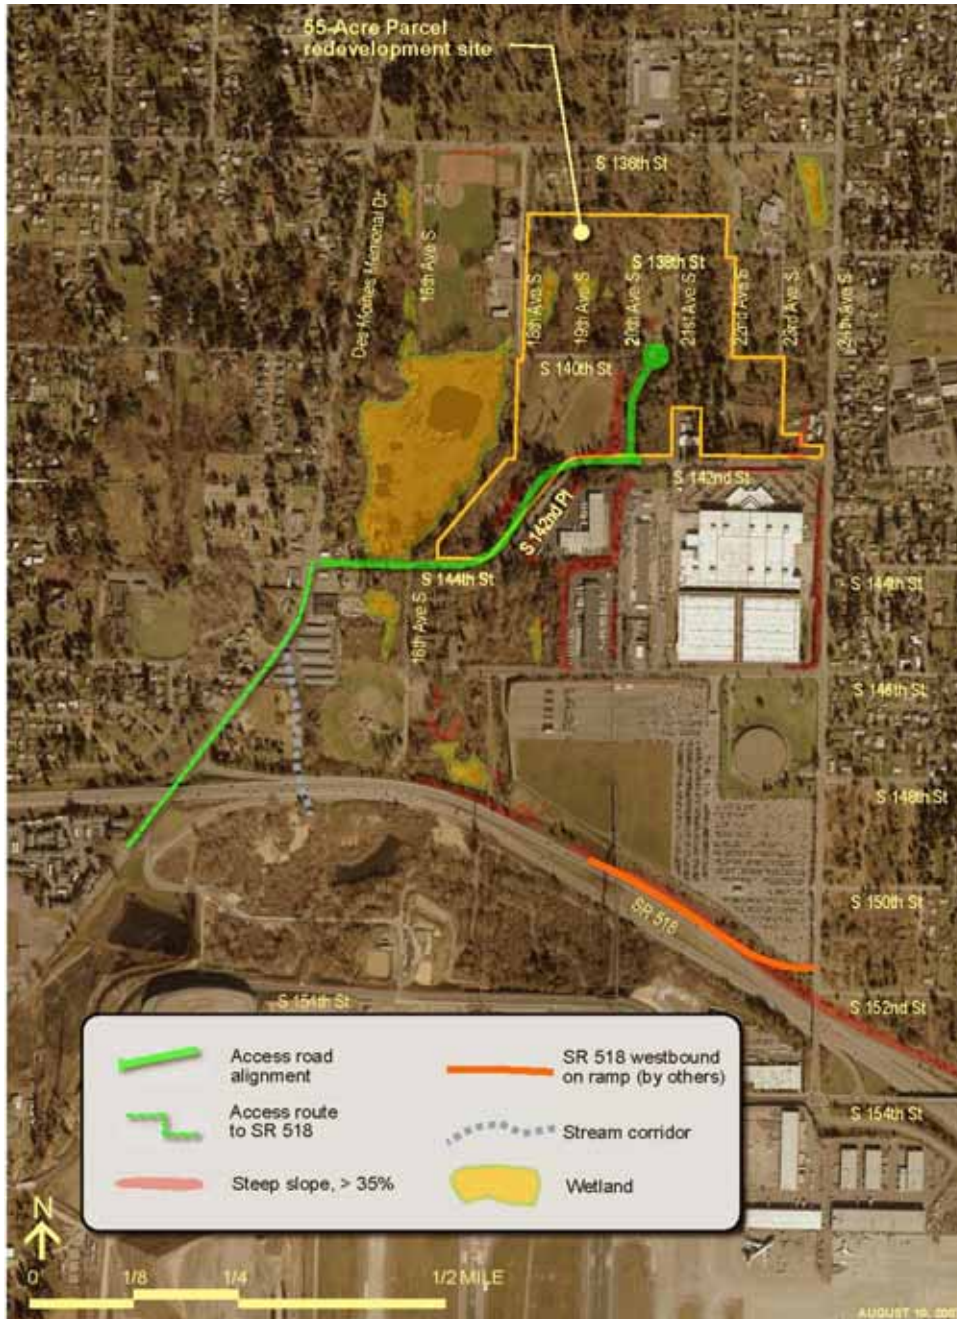 55-Acre Parcel
redevelopment site
S 136th St
Des Moines Memorial Dr
16th Ave S
S 138th St
18th Ave S
19th Ave S
20th Ave S
21st Ave S
22nd Ave S
23rd Ave S
24th Ave S
S 140th St
S 142nd St
S 142nd Pl
S 144th St
S 144th St
16th Ave S
S 146th St
S 148th St
S 150th St
SR 518
S 154th St
S 152nd St
Access road
alignment
SR 518 westbound
on ramp (by others)
Access route
to SR 518
Stream corridor
S 154th St
Steep slope, > 35%
Wetland
N
0 1/8 1/4 1/2 MILE